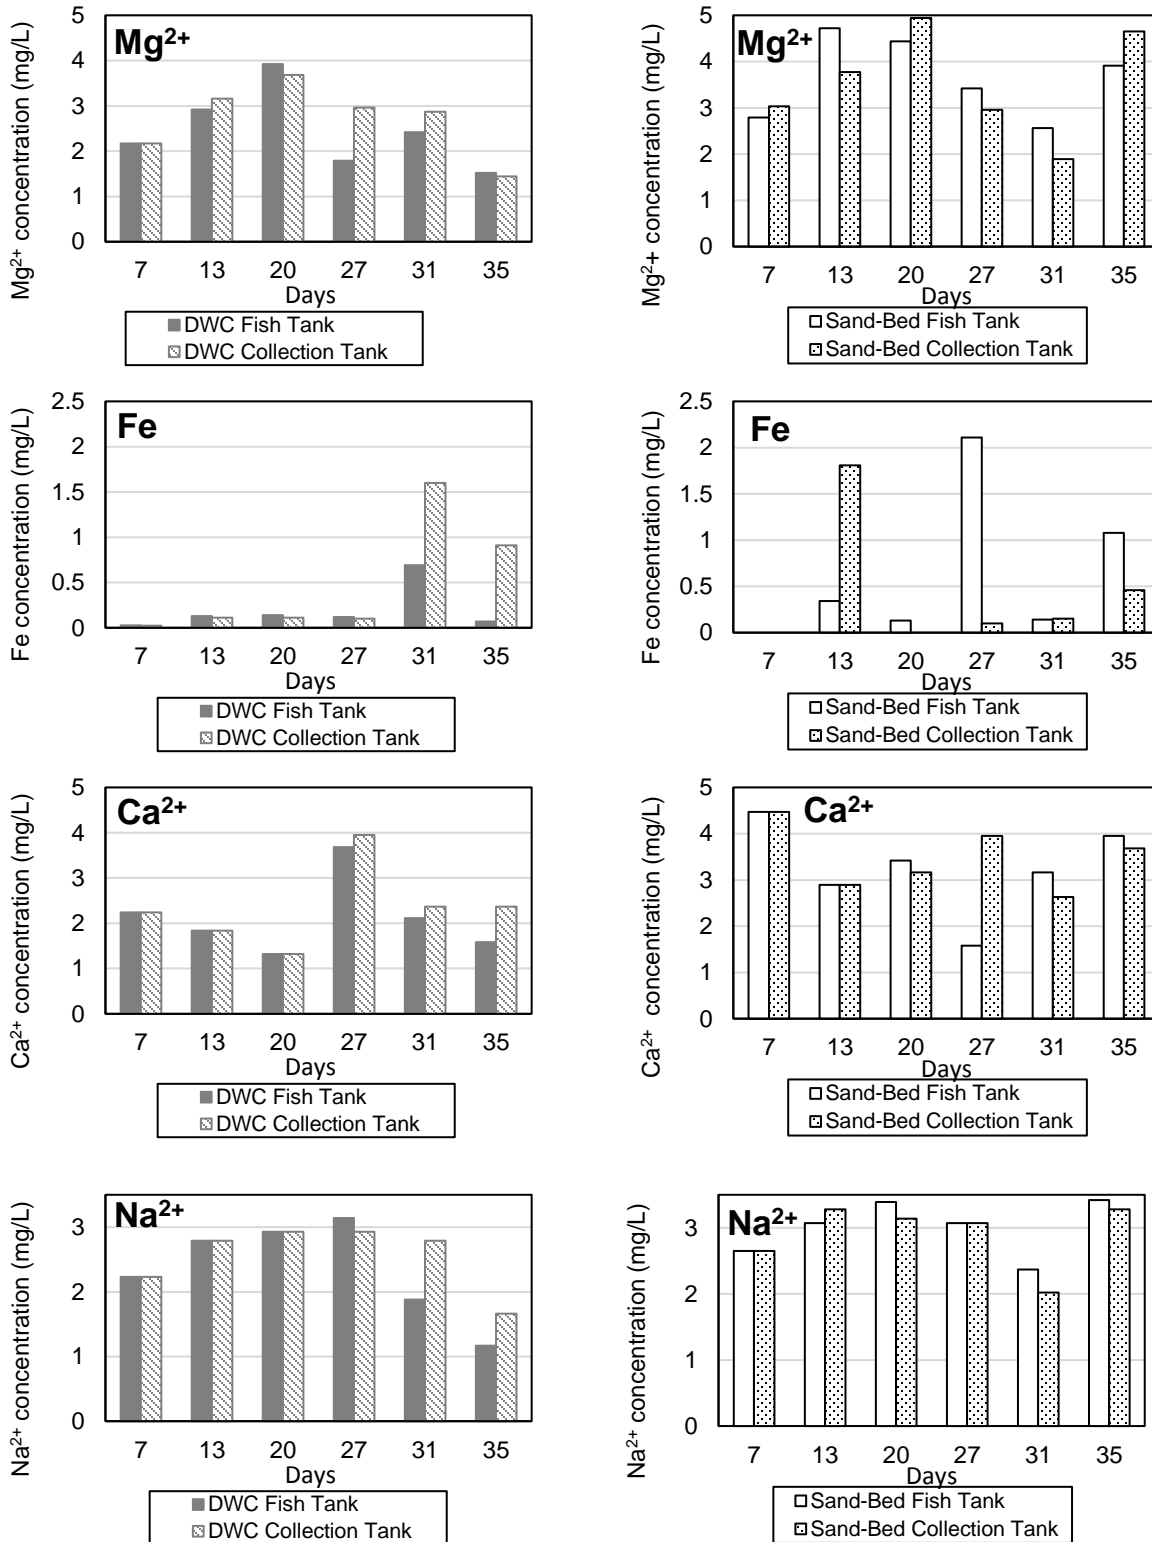 Mg²⁺ concentration (mg/L)
5
4
3
2
1
0
Mg²⁺
7 13 20 27 31 35
Days
DWC Fish Tank
DWC Collection Tank
Mg²+ concentration (mg/L)
5
4
3
2
1
0
Mg²⁺
7 13 20 27 31 35
Days
Sand-Bed Fish Tank
Sand-Bed Collection Tank
Fe concentration (mg/L)
2.5
2
1.5
1
0.5
0
Fe
7 13 20 27 31 35
Days
DWC Fish Tank
DWC Collection Tank
Fe concentration (mg/L)
2.5
2
1.5
1
0.5
0
Fe
7 13 20 27 31 35
Days
Sand-Bed Fish Tank
Sand-Bed Collection Tank
Ca²⁺ concentration (mg/L)
5
4
3
2
1
0
Ca²⁺
7 13 20 27 31 35
Days
DWC Fish Tank
DWC Collection Tank
Ca²⁺ concentration (mg/L)
5
4
3
2
1
0
Ca²⁺
7 13 20 27 31 35
Days
Sand-Bed Fish Tank
Sand-Bed Collection Tank
Na²⁺ concentration (mg/L)
3
2
1
0
Na²⁺
7 13 20 27 31 35
Days
DWC Fish Tank
DWC Collection Tank
Na²⁺ concentration (mg/L)
3
2
1
0
Na²⁺
7 13 20 27 31 35
Days
Sand-Bed Fish Tank
Sand-Bed Collection Tank